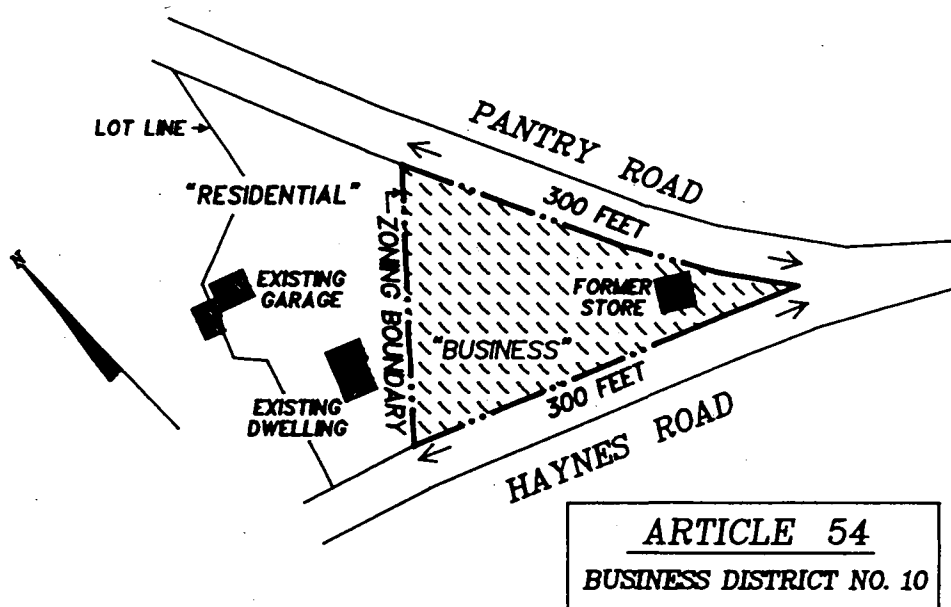 PANTRY ROAD
LOT LINE
"RESIDENTIAL"
300 FEET
ZONING BOUNDARY
EXISTING
GARAGE
FORMER
STORE
"BUSINESS"
EXISTING
DWELLING
300 FEET
HAYNES ROAD
ARTICLE 54
BUSINESS DISTRICT NO. 10